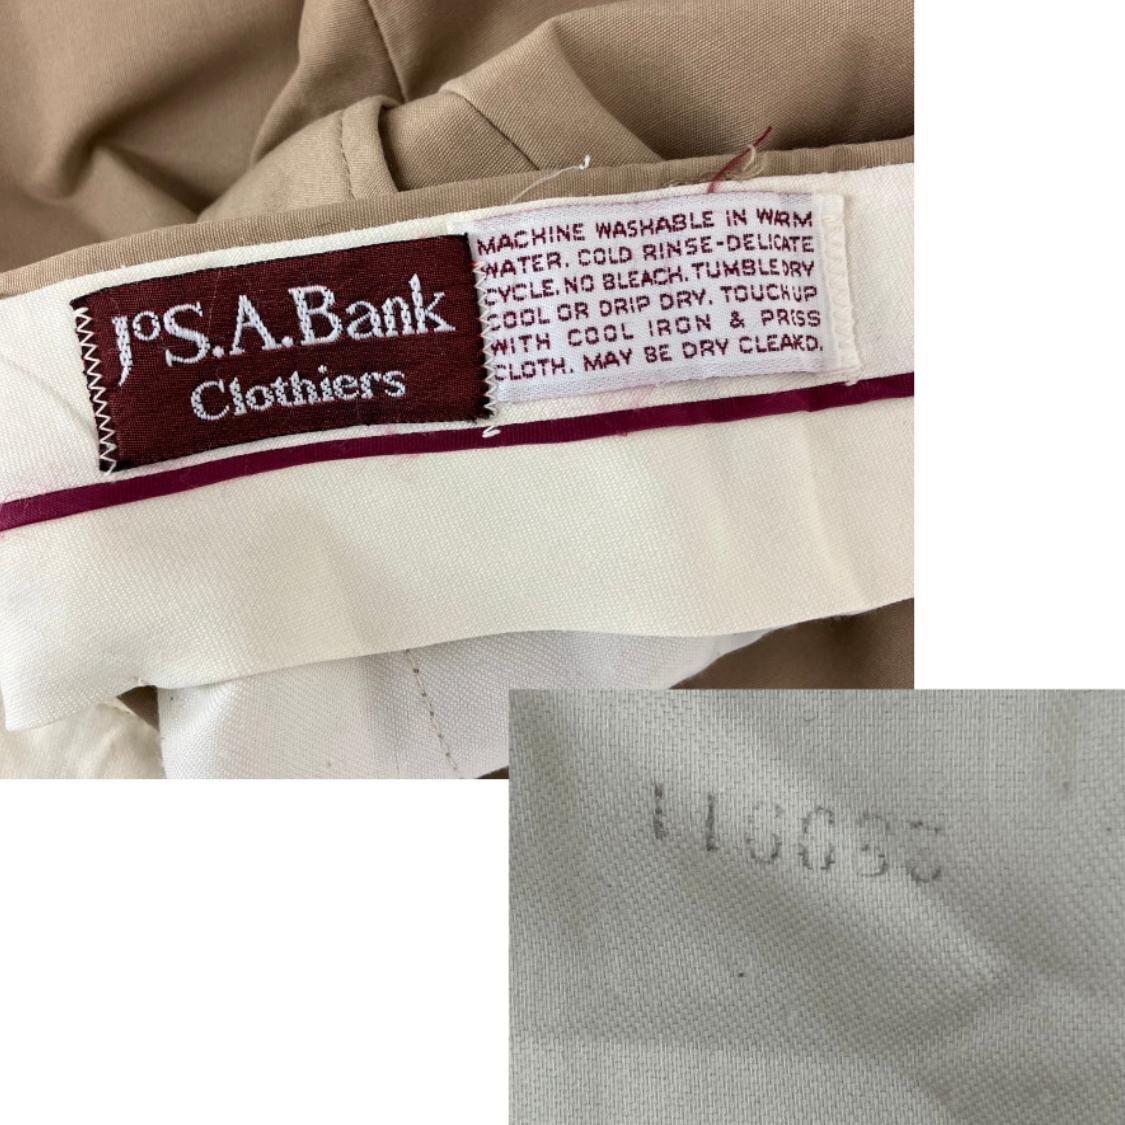 JoS.A.Bank
Clothiers
MACHINE WASHABLE IN WARM
WATER. COLD RINSE-DELICATE
CYCLE. NO BLEACH. TUMBLE DRY
COOL OR DRIP DRY. TOUCH UP
WITH COOL IRON & PRESS
CLOTH. MAY BE DRY CLEAND.